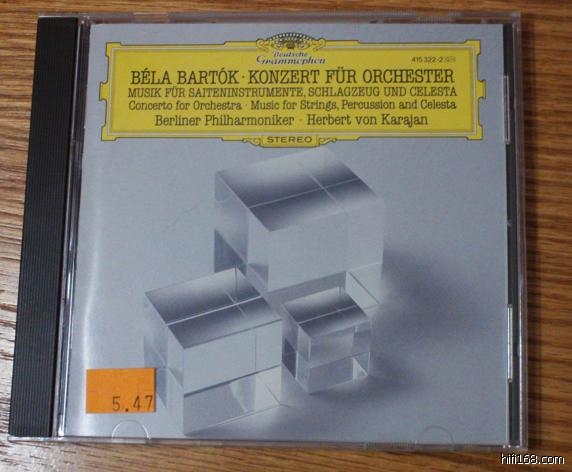 Deutsche
Grammophon
415 322-2
BÉLA BARTÓK · KONZERT FÜR ORCHESTER
MUSIK FÜR SAITENINSTRUMENTE, SCHLAGZEUG UND CELESTA
Concerto for Orchestra · Music for Strings, Percussion and Celesta
Berliner Philharmoniker · Herbert von Karajan
STEREO
5.47
hifi168.com